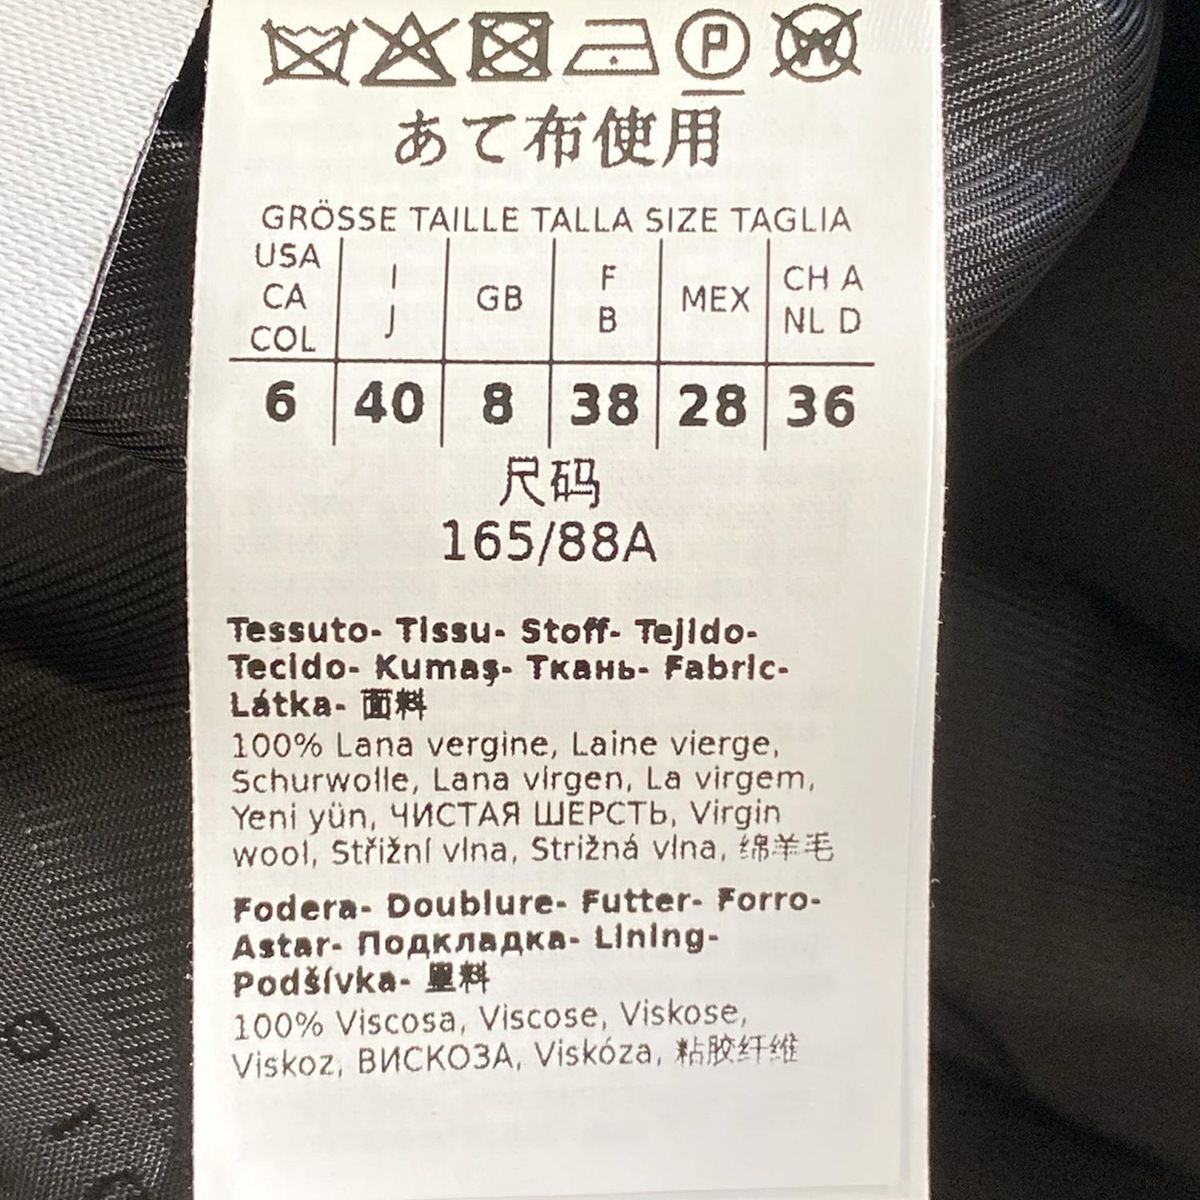 P W
あて布使用
GRÖSSE TAILLE TALLA SIZE TAGLIA
USA CA COL I J GB F B MEX CH A NL D
6 40 8 38 28 36
尺码
165/88A
Tessuto- Tissu- Stoff- Tejido-
Tecido- Kumaş- Ткань- Fabric-
Látka- 面料
100% Lana vergine, Laine vierge,
Schurwolle, Lana virgen, La virgem,
Yeni yün, ЧИСТАЯ ШЕРСТЬ, Virgin
wool, Střižní vlna, Strižná vlna, 绵羊毛
Fodera- Doublure- Futter- Forro-
Astar- Подкладка- Lining-
Podšívka- 里料
100% Viscosa, Viscose, Viskose,
Viskoz, ВИСКОЗА, Viskóza, 粘胶纤维